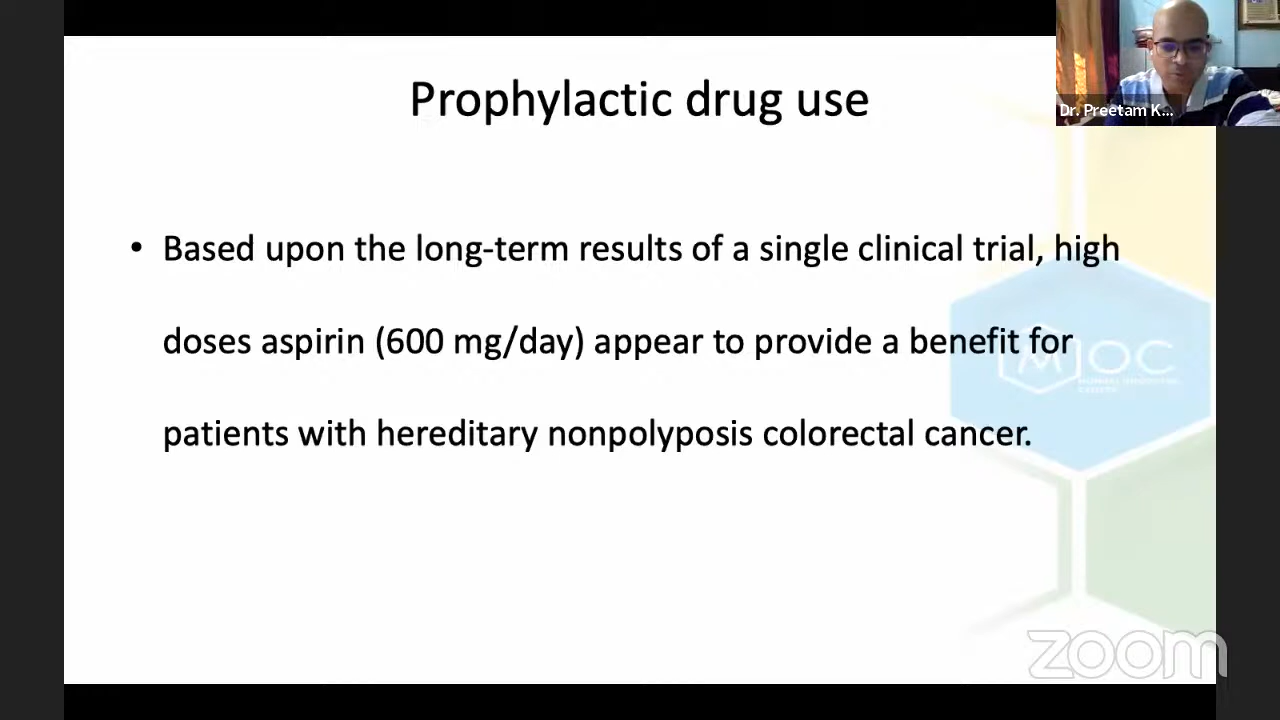 Prophylactic drug use
Dr. Preetam K...
• Based upon the long-term results of a single clinical trial, high
doses aspirin (600 mg/day) appear to provide a benefit for
MOC
patients with hereditary nonpolyposis colorectal cancer.
zoom